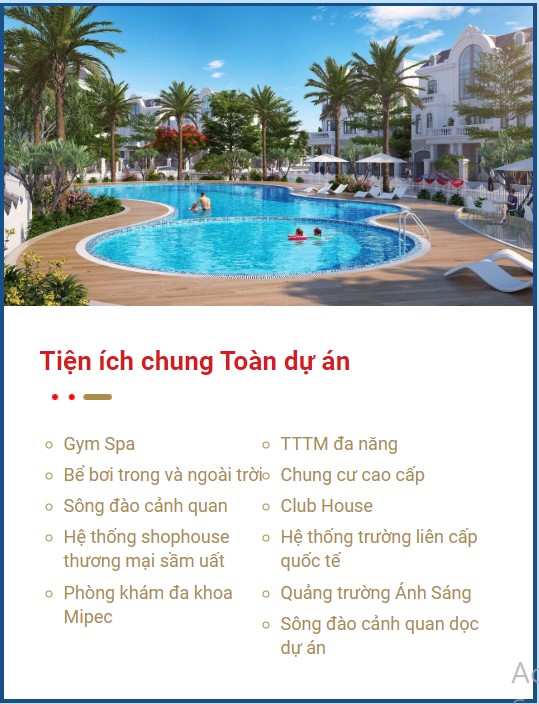 Tiện ích chung Toàn dự án
Gym Spa
Bể bơi trong và ngoài trời
Sông đào cảnh quan
Hệ thống shophouse
thương mại sầm uất
Phòng khám đa khoa
Mipec
TTTM đa năng
Chung cư cao cấp
Club House
Hệ thống trường liên cấp
quốc tế
Quảng trường Ánh Sáng
Sông đào cảnh quan dọc
dự án